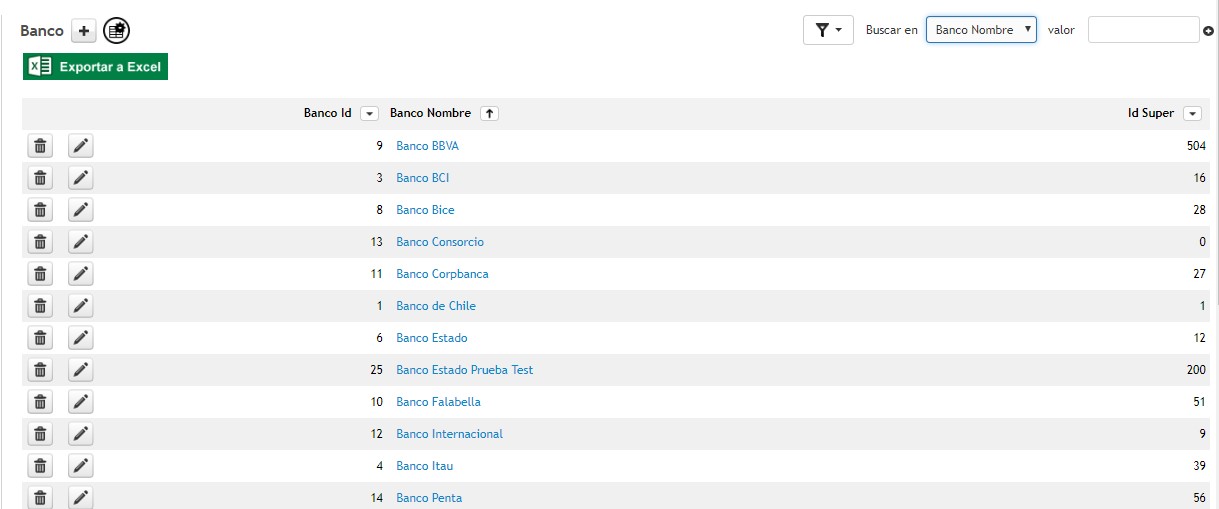 Banco
Buscar en Banco Nombre valor
Exportar a Excel
Banco Id Banco Nombre Id Super
9 Banco BBVA 504
3 Banco BCI 16
8 Banco Bice 28
13 Banco Consorcio 0
11 Banco Corpbanca 27
1 Banco de Chile 1
6 Banco Estado 12
25 Banco Estado Prueba Test 200
10 Banco Falabella 51
12 Banco Internacional 9
4 Banco Itau 39
14 Banco Penta 56